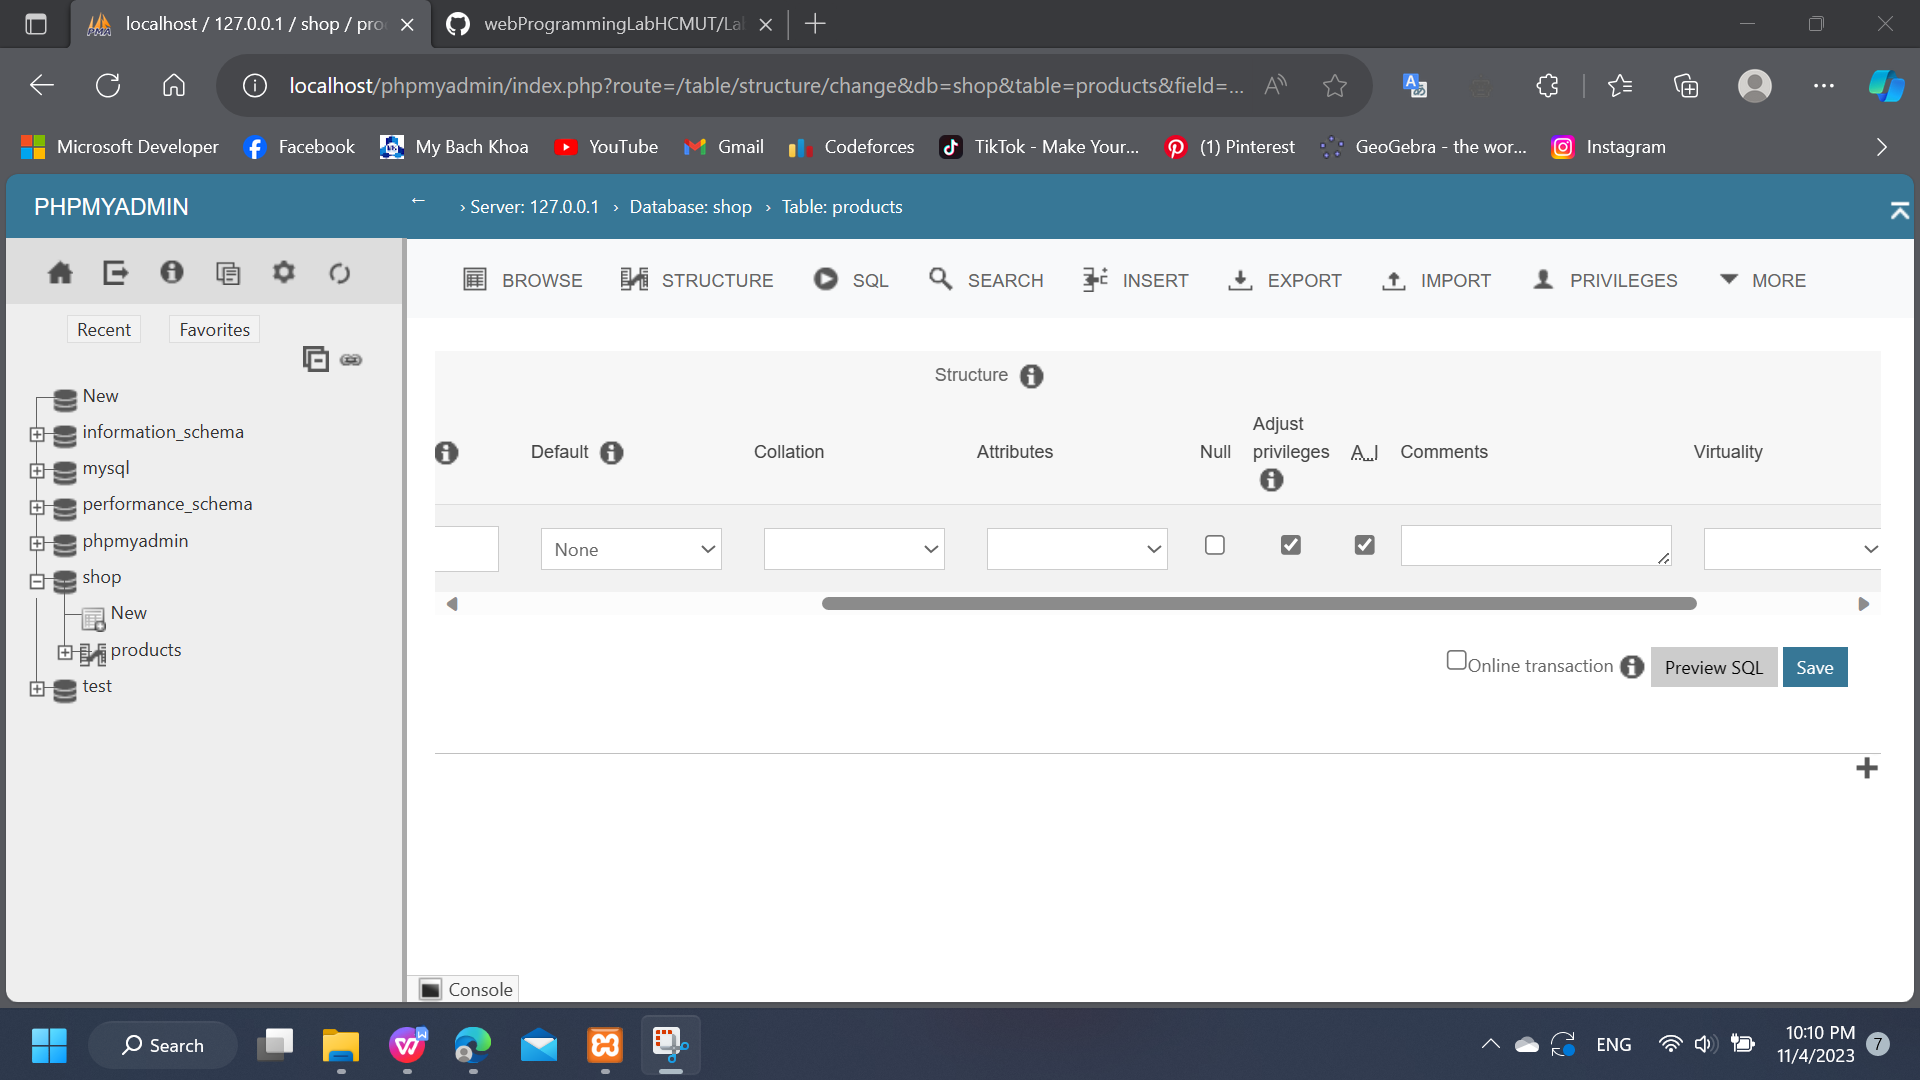 localhost / 127.0.0.1 / shop / pro
webProgrammingLabHCMUT/La
localhost/phpmyadmin/index.php?route=/table/structure/change&db=shop&table=products&field=...
Microsoft Developer
Facebook
My Bach Khoa
YouTube
Gmail
Codeforces
TikTok - Make Your...
(1) Pinterest
GeoGebra - the wor...
Instagram
PHPMYADMIN
← › Server: 127.0.0.1 › Database: shop › Table: products
BROWSE
STRUCTURE
SQL
SEARCH
INSERT
EXPORT
IMPORT
PRIVILEGES
MORE
Recent
Favorites
New
information_schema
mysql
performance_schema
phpmyadmin
shop
New
products
test
Structure
Default
Collation
Attributes
Null
Adjust
privileges
A_I
Comments
Virtuality
None
Online transaction
Preview SQL
Save
Console
Search
ENG
10:10 PM
11/4/2023
7